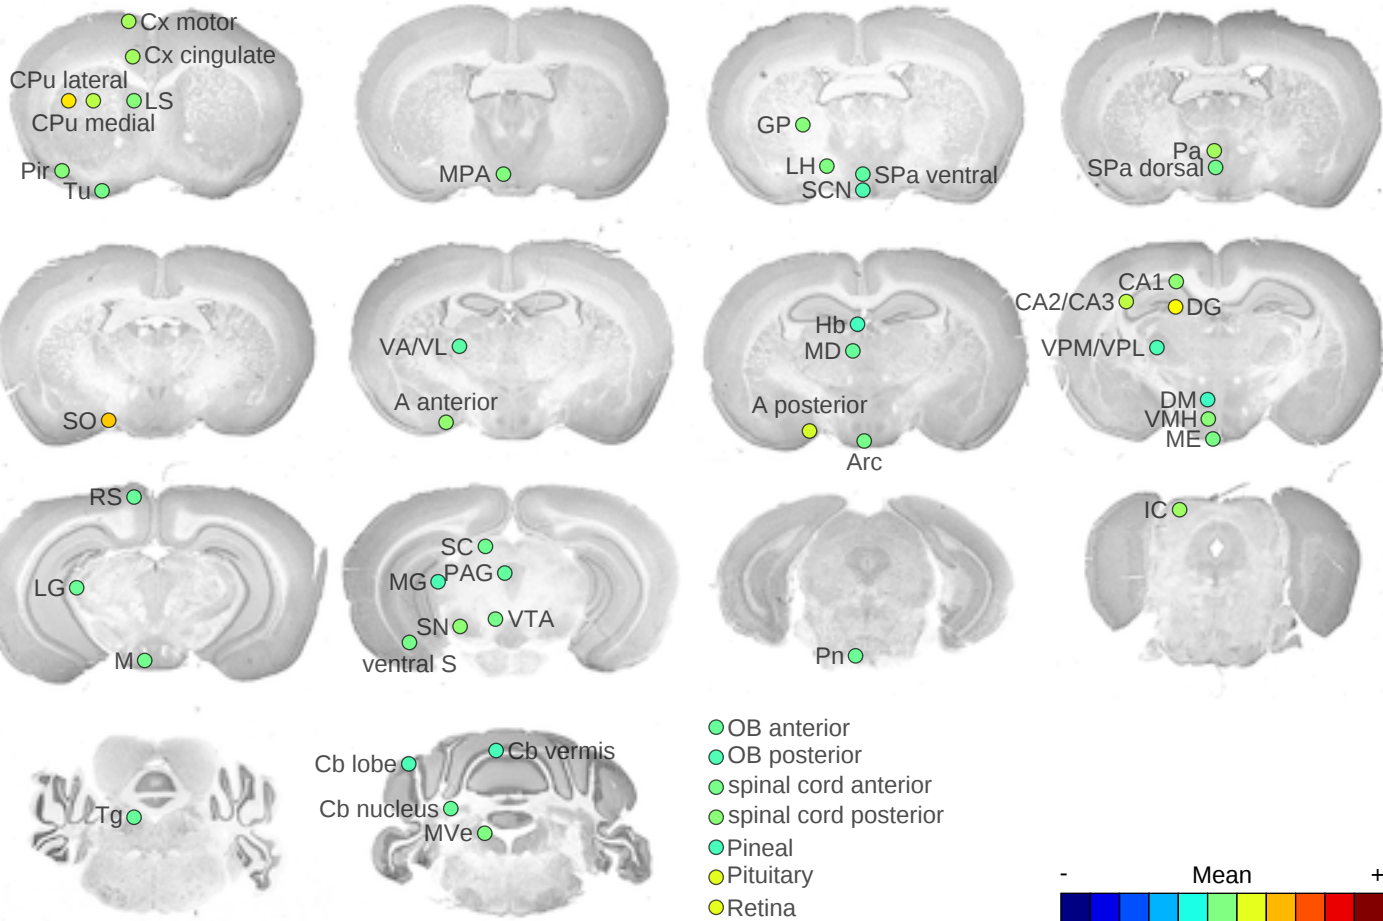 Cx motor
Cx cingulate
CPu lateral
LS
CPu medial
Pir
Tu
MPA
GP
LH
SPa ventral
SCN
Pa
SPa dorsal
SO
VA/VL
A anterior
Hb
MD
A posterior
Arc
CA1
CA2/CA3
DG
VPM/VPL
DM
VMH
ME
RS
LG
M
SC
PAG
MG
VTA
SN
ventral S
Pn
IC
Tg
Cb vermis
Cb lobe
Cb nucleus
MVe
OB anterior
OB posterior
spinal cord anterior
spinal cord posterior
Pineal
Pituitary
Retina
- Mean +